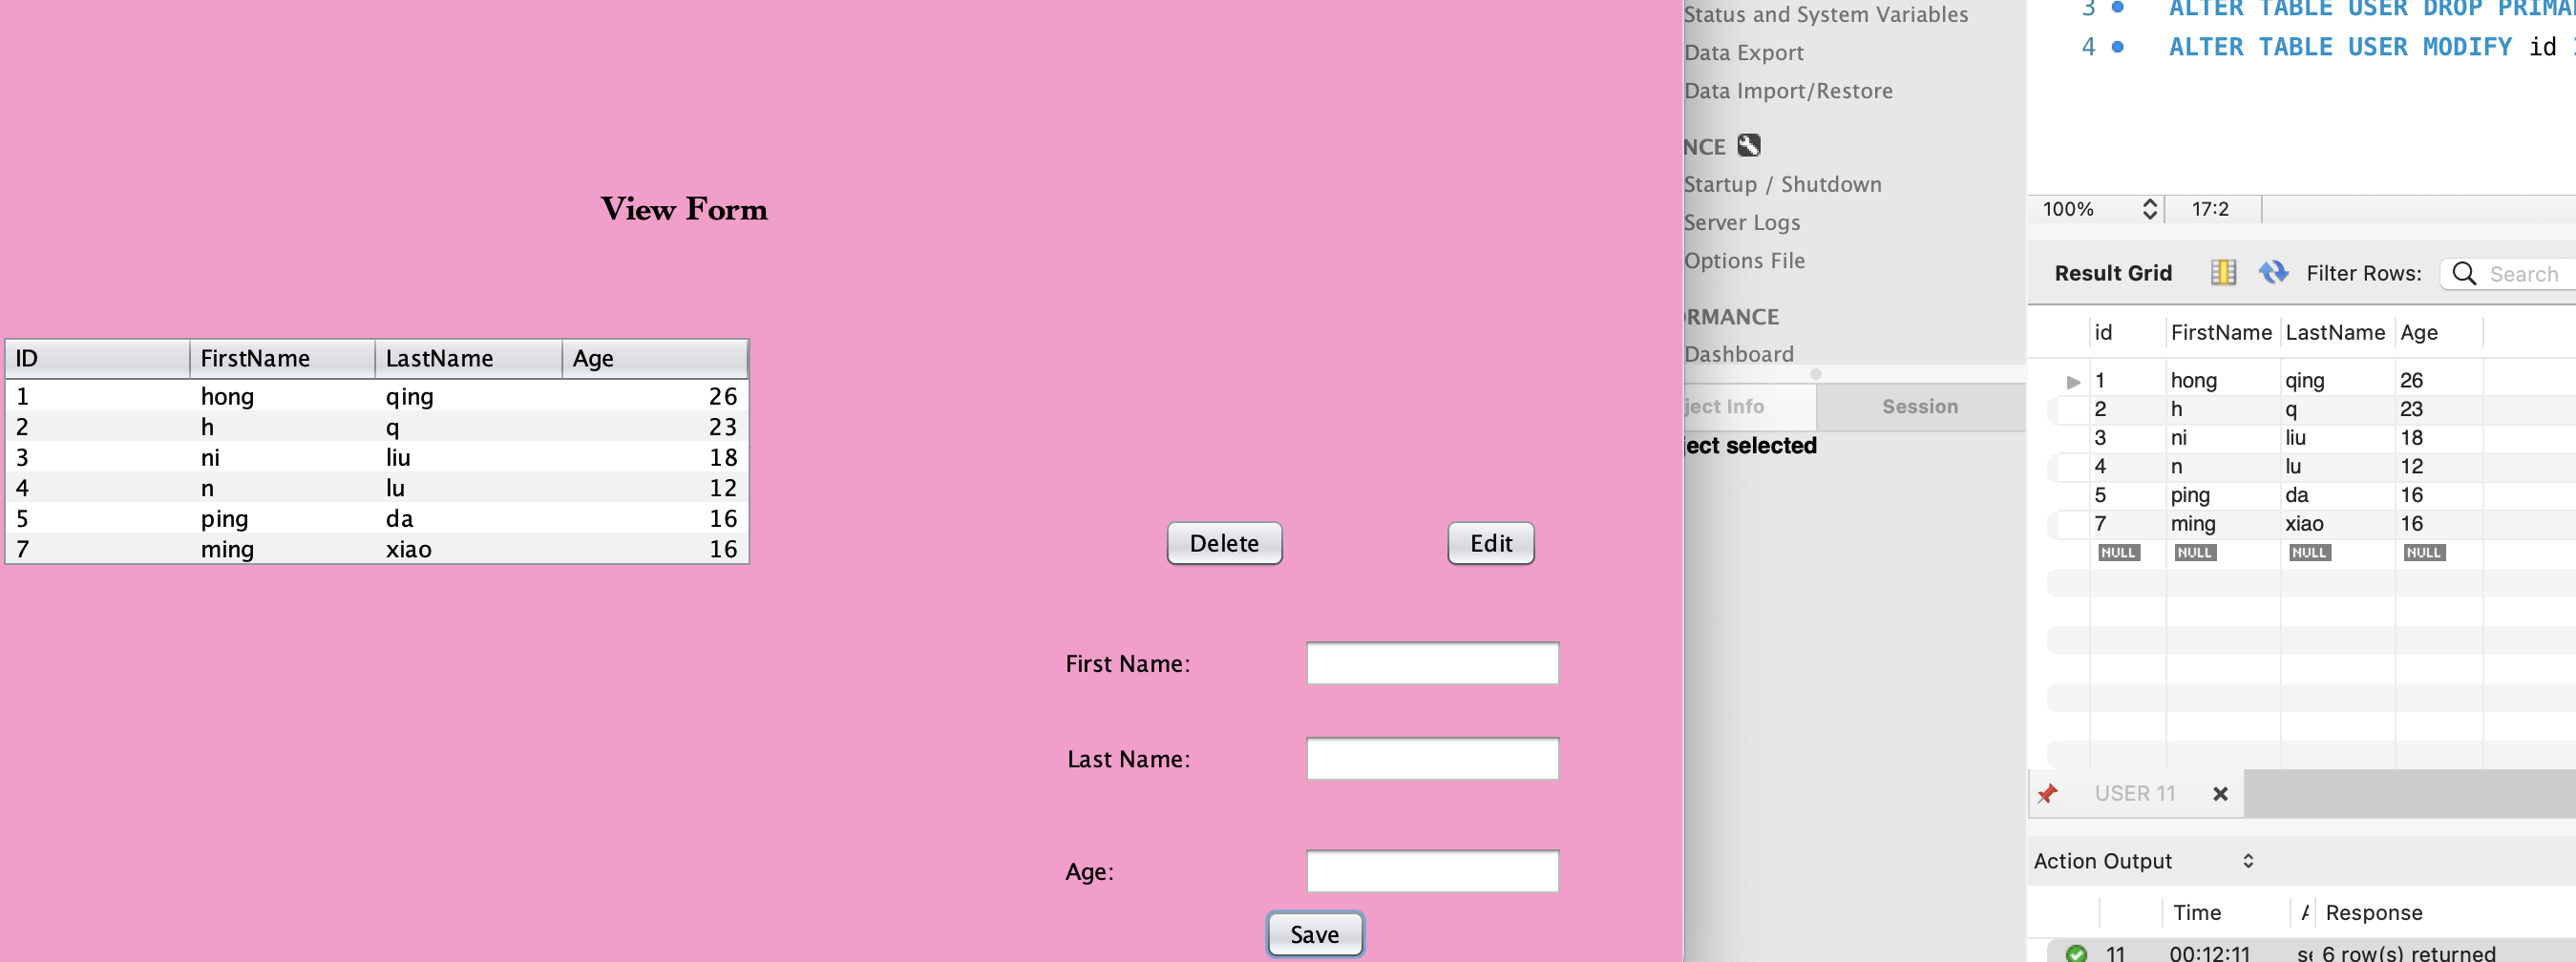 View Form
ID FirstName LastName Age
1 hong qing 26
2 h q 23
3 ni liu 18
4 n lu 12
5 ping da 16
7 ming xiao 16
Delete Edit
First Name:
Last Name:
Age:
Save
Status and System Variables
Data Export
Data Import/Restore
NCE
Startup / Shutdown
Server Logs
Options File
RMANCE
Dashboard
ject Info Session
ject selected
3 ALTER TABLE USER DROP PRIMA
4 ALTER TABLE USER MODIFY id
100% 17:2
Result Grid Filter Rows: Search
id FirstName LastName Age
1 hong qing 26
2 h q 23
3 ni liu 18
4 n lu 12
5 ping da 16
7 ming xiao 16
NULL NULL NULL NULL
USER 11
Action Output
Time Response
11 00:12:11 6 row(s) returned